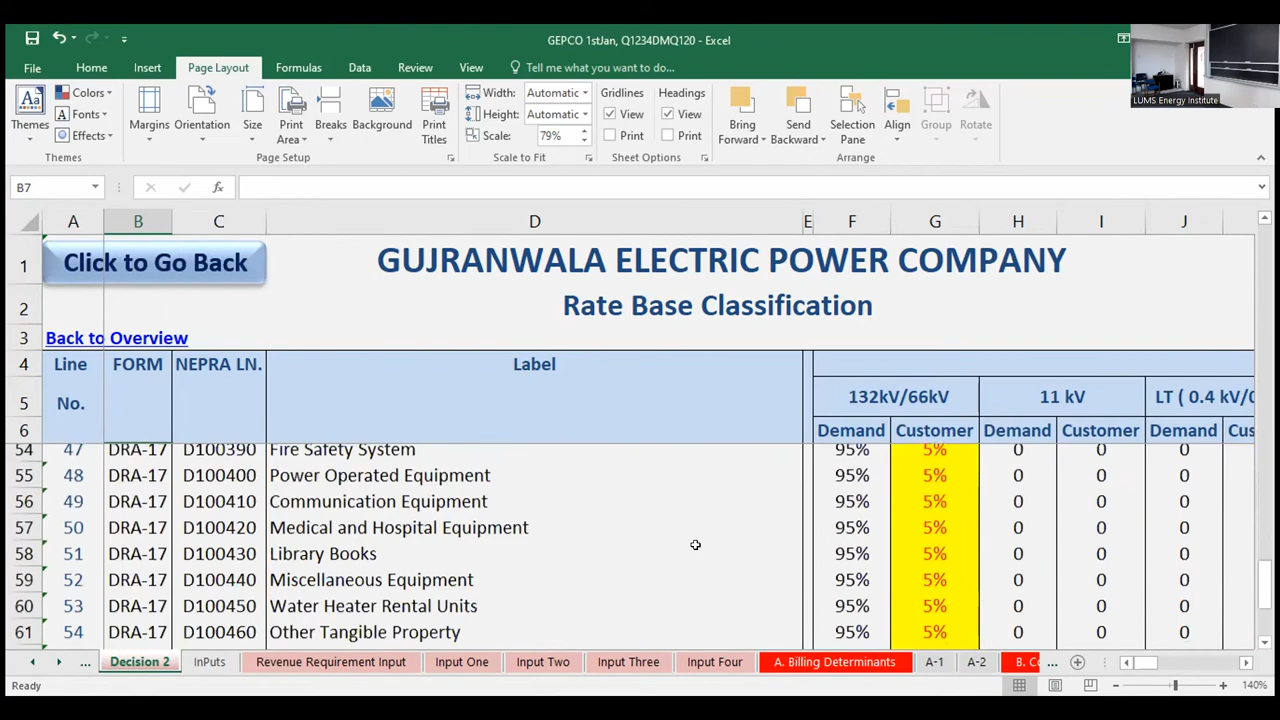 GEPCO 1stJan, Q1234DMQ120 - Excel
LUMS Energy Institute
File Home Insert Page Layout Formulas Data Review View Tell me what you want to do...
Themes Colors Fonts Effects Margins Orientation Size Print Area Breaks Background Print Titles
Width: Automatic
Height: Automatic
Scale: 79%
Gridlines Headings
View View
Print Print
Bring Forward Send Backward Selection Pane Align Group Rotate
Themes Page Setup Scale to Fit Sheet Options Arrange
B7 fx
A B C D E F G H I J
1 Click to Go Back GUJRANWALA ELECTRIC POWER COMPANY
2 Rate Base Classification
3 Back to Overview
4 Line FORM NEPRA LN. Label
5 No. 132kV/66kV 11 kV LT ( 0.4 kV/0
6 Demand Customer Demand Customer Demand Cus
54 47 DRA-17 D100390 Fire Safety System 95% 5% 0 0 0
55 48 DRA-17 D100400 Power Operated Equipment 95% 5% 0 0 0
56 49 DRA-17 D100410 Communication Equipment 95% 5% 0 0 0
57 50 DRA-17 D100420 Medical and Hospital Equipment 95% 5% 0 0 0
58 51 DRA-17 D100430 Library Books 95% 5% 0 0 0
59 52 DRA-17 D100440 Miscellaneous Equipment 95% 5% 0 0 0
60 53 DRA-17 D100450 Water Heater Rental Units 95% 5% 0 0 0
61 54 DRA-17 D100460 Other Tangible Property 95% 5% 0 0 0
... Decision 2 InPuts Revenue Requirement Input Input One Input Two Input Three Input Four A. Billing Determinants A-1 A-2 B. Co ...
Ready 140%